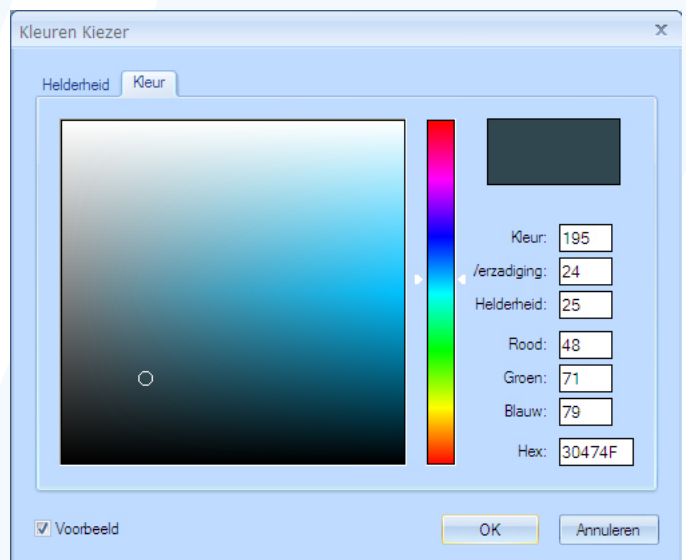 Kleuren Kiezer
x
Helderheid Kleur
Kleur: 195
Verzadiging: 24
Helderheid: 25
Rood: 48
Groen: 71
Blauw: 79
Hex: 30474F
Voorbeeld OK Annuleren